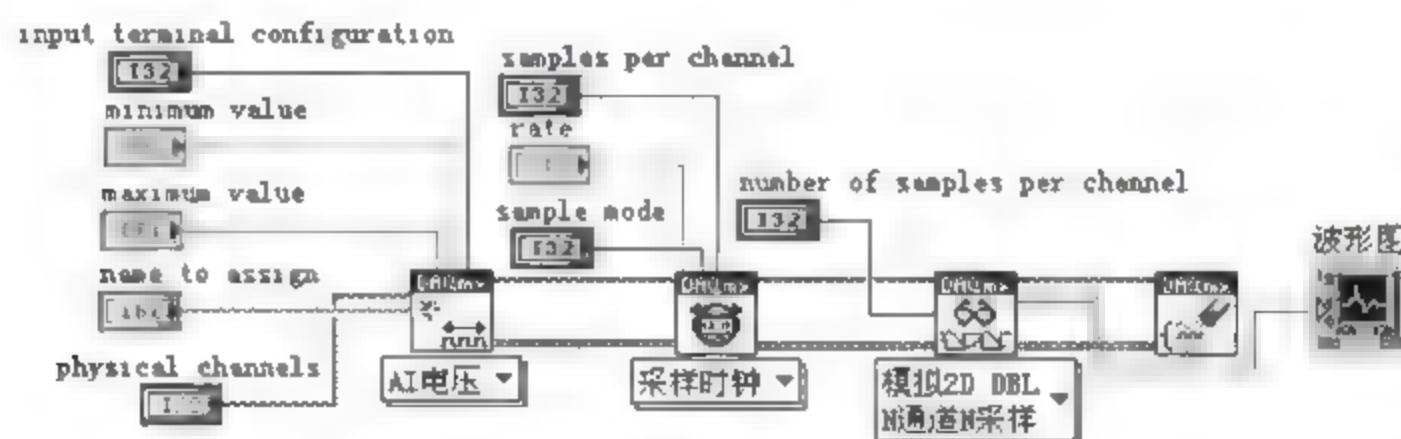 input terminal configuration
I32
minimum value
maximum value
name to assign
abc
physical channels
samples per channel
I32
rate
sample mode
I32
number of samples per channel
I32
DAQmx
AI电压
DAQmx
采样时钟
DAQmx
模拟2D DBL
N通道N采样
DAQmx
波形图